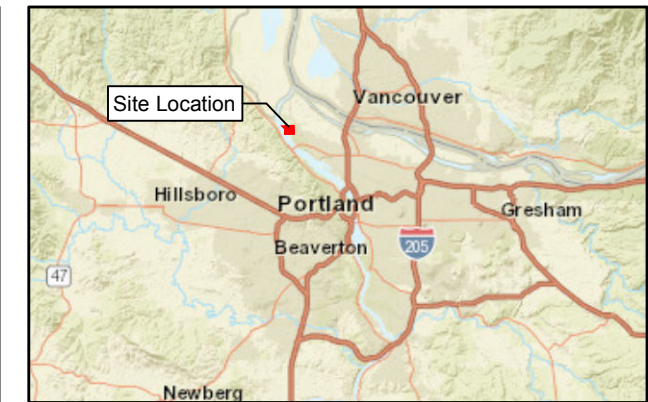 Vancouver
Site Location
Hillsboro
Portland
Gresham
Beaverton
205
47
Newberg